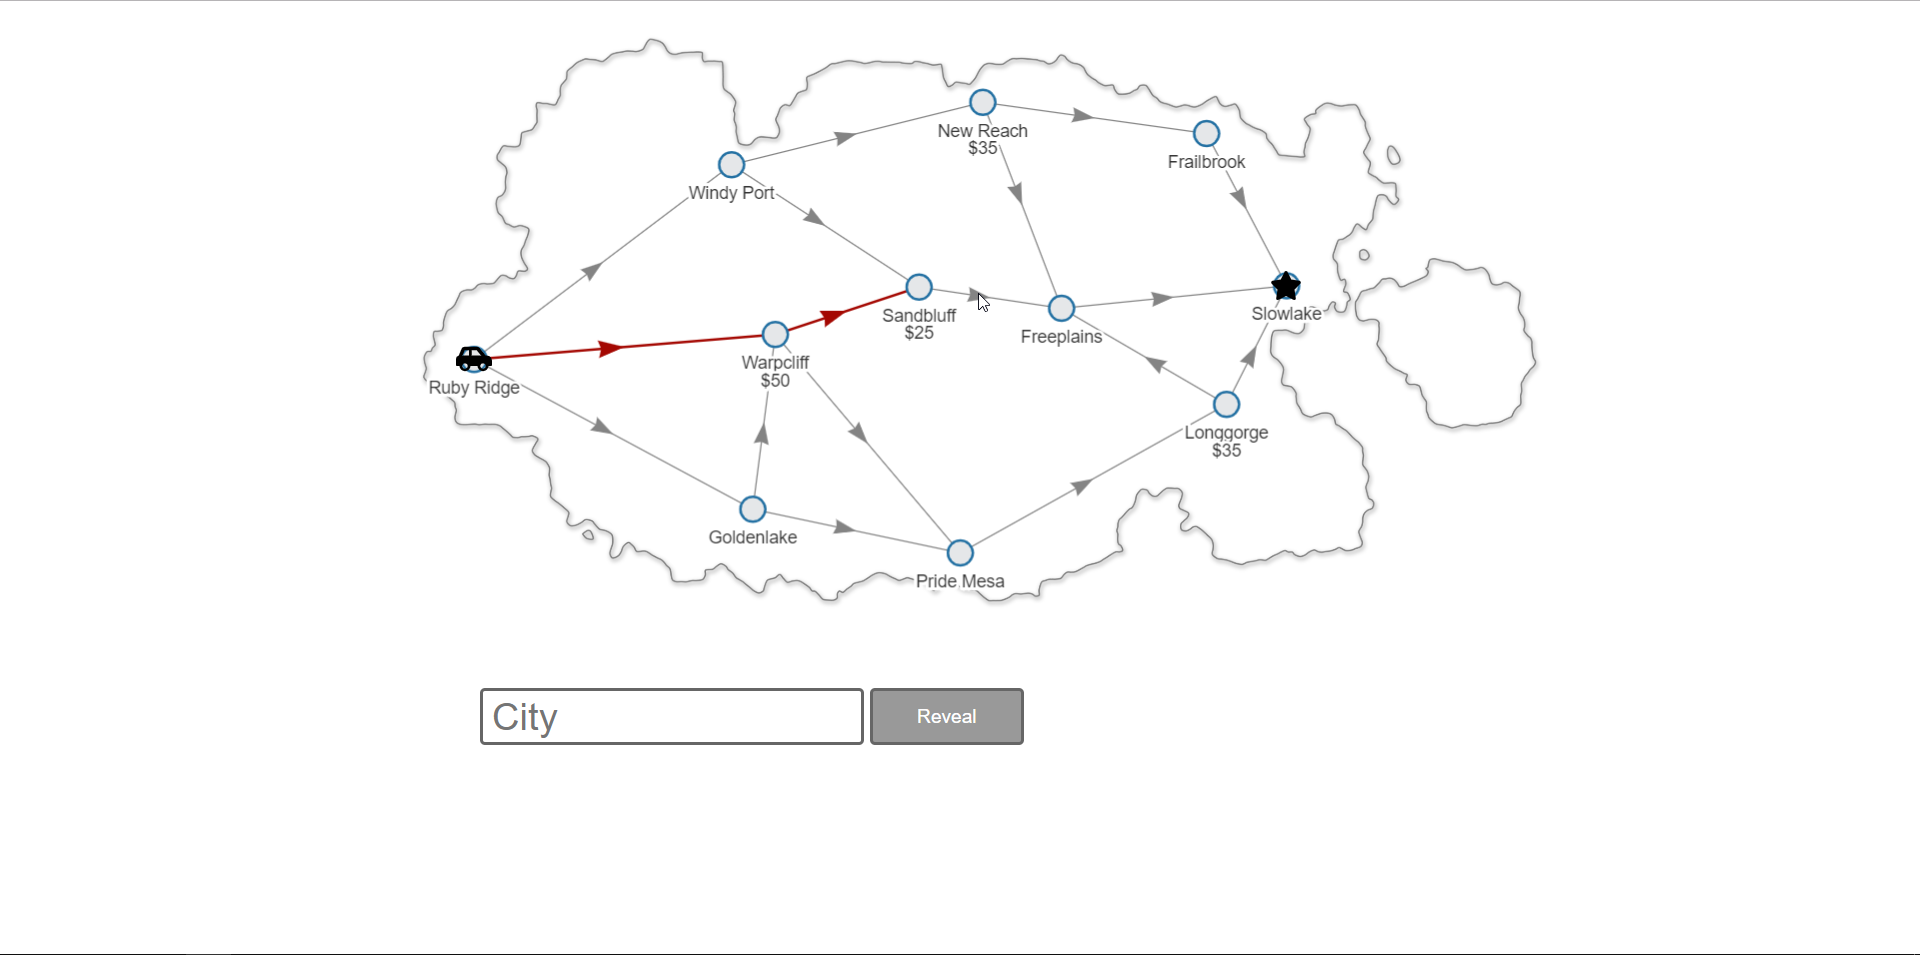 New Reach
$35
Frailbrook
Windy Port
Sandbluff
$25
Slowlake
Freeplains
Warpcliff
$50
Ruby Ridge
Longgorge
$35
Goldenlake
Pride Mesa
City
Reveal